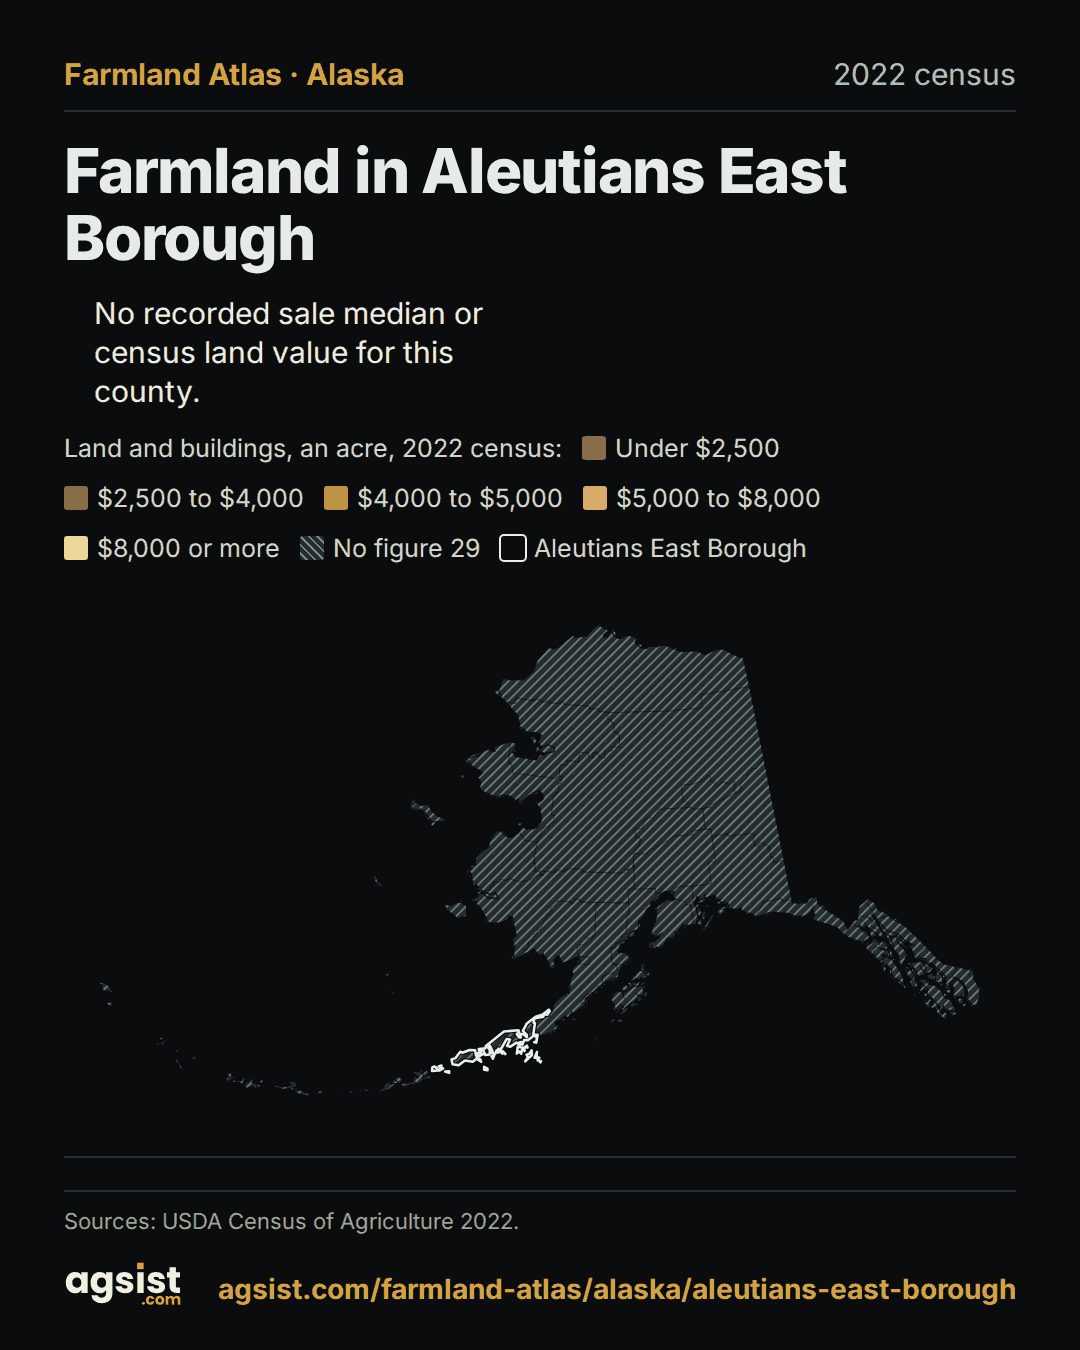 Farmland Atlas · Alaska
2022 census
Farmland in Aleutians East
Borough
No recorded sale median or
census land value for this
county.
Land and buildings, an acre, 2022 census: Under $2,500
$2,500 to $4,000 $4,000 to $5,000 $5,000 to $8,000
$8,000 or more No figure 29 Aleutians East Borough
Sources: USDA Census of Agriculture 2022.
agsist
.com
agsist.com/farmland-atlas/alaska/aleutians-east-borough